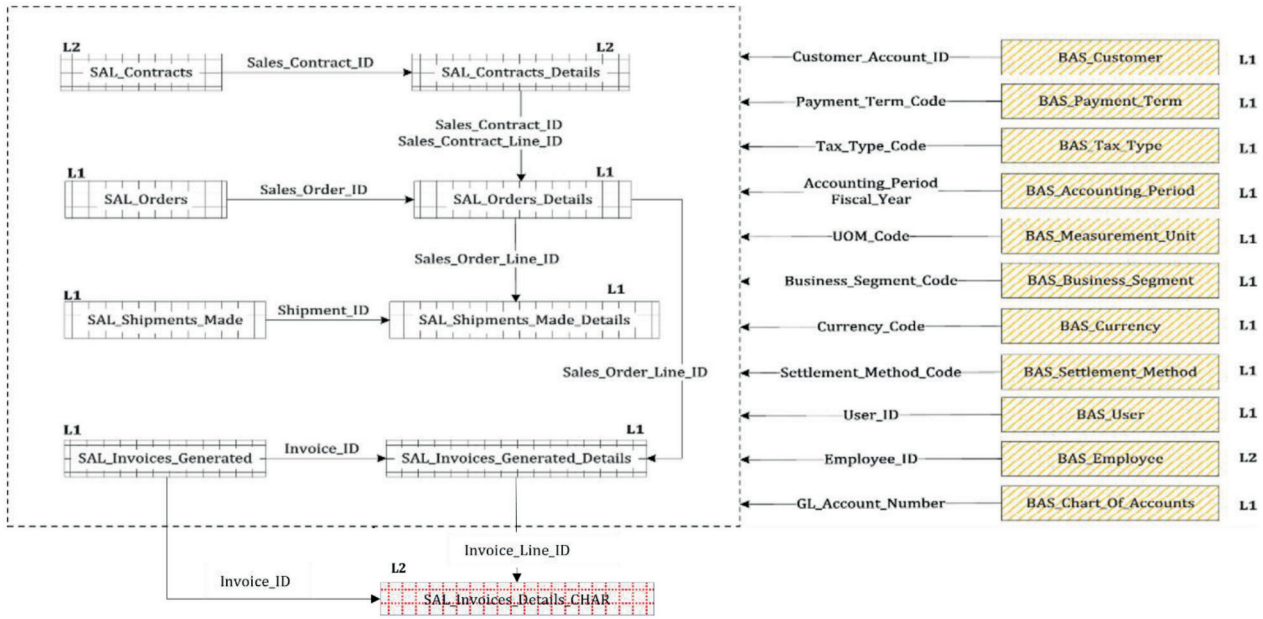 L2
L2
SAL_Contracts
Sales_Contract_ID
SAL_Contracts_Details
Sales_Contract_ID
Sales_Contract_Line_ID
L1
L1
SAL_Orders
Sales_Order_ID
SAL_Orders_Details
Sales_Order_Line_ID
L1
L1
SAL_Shipments_Made
Shipment_ID
SAL_Shipments_Made_Details
Sales_Order_Line_ID
L1
L1
SAL_Invoices_Generated
Invoice_ID
SAL_Invoices_Generated_Details
Invoice_Line_ID
Invoice_ID
L2
SAL_Invoices_Details_CHAR
Customer_Account_ID
BAS_Customer
L1
Payment_Term_Code
BAS_Payment_Term
L1
Tax_Type_Code
BAS_Tax_Type
L1
Accounting_Period
Fiscal_Year
BAS_Accounting_Period
L1
UOM_Code
BAS_Measurement_Unit
L1
Business_Segment_Code
BAS_Business_Segment
L1
Currency_Code
BAS_Currency
L1
Settlement_Method_Code
BAS_Settlement_Method
L1
User_ID
BAS_User
L1
Employee_ID
BAS_Employee
L2
GL_Account_Number
BAS_Chart_Of_Accounts
L1